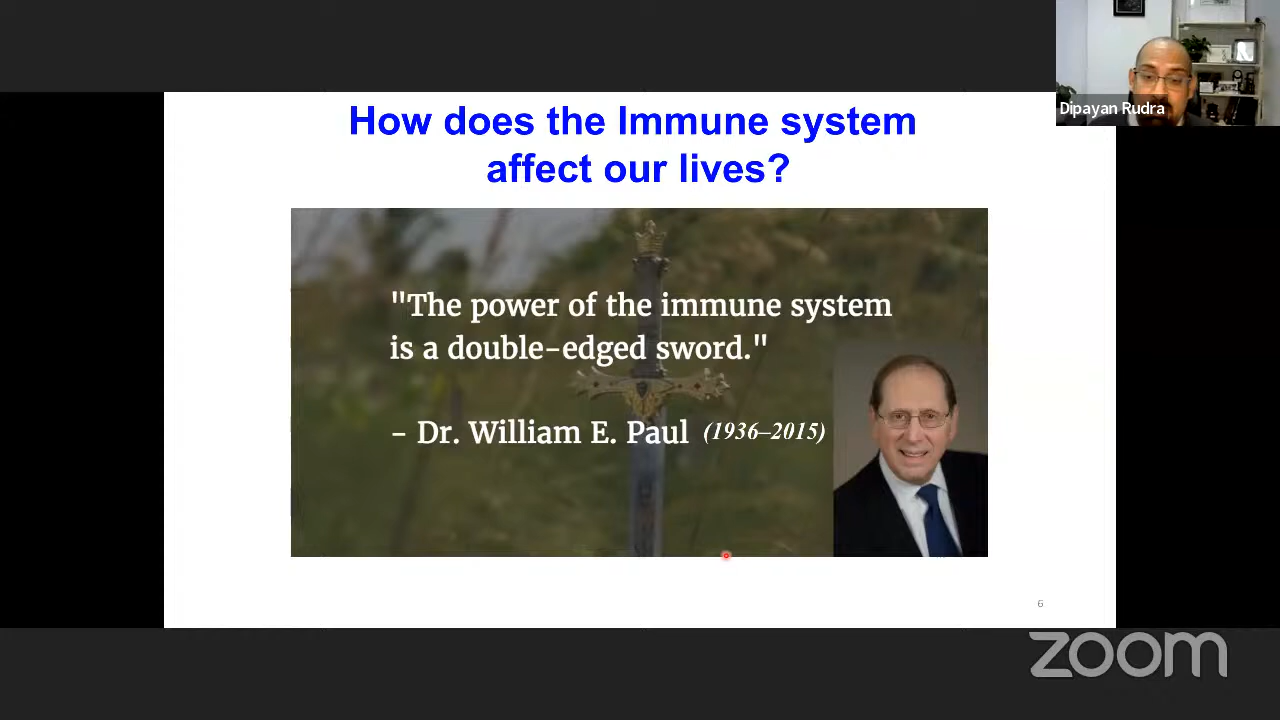 Dipayan Rudra
How does the Immune system
affect our lives?
"The power of the immune system
is a double-edged sword."
– Dr. William E. Paul (1936–2015)
6
zoom